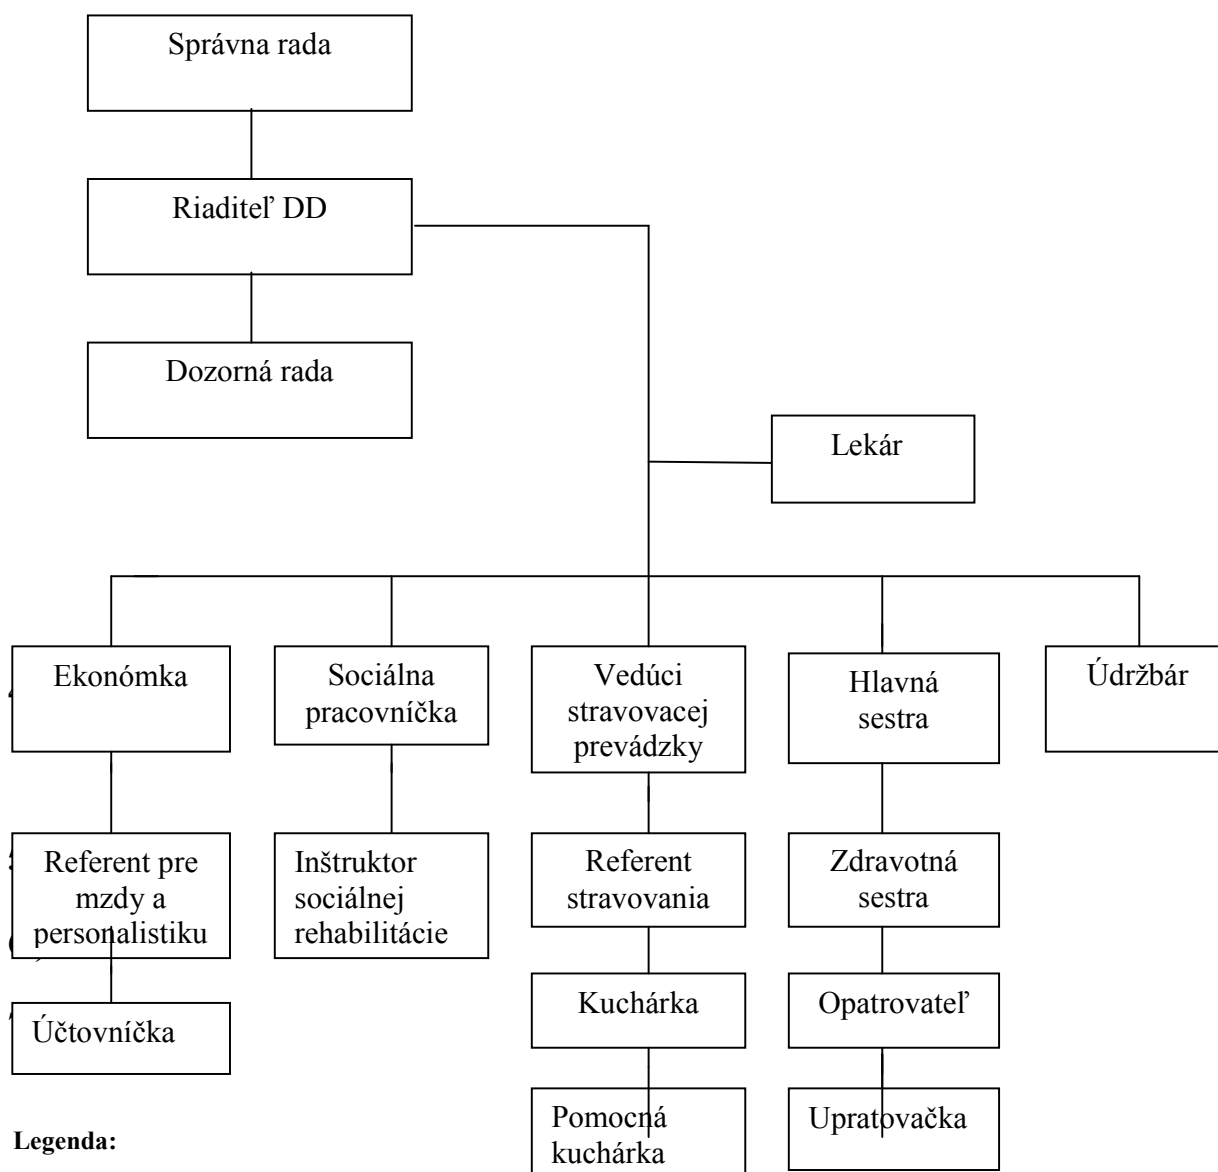 Správna rada
Riaditeľ DD
Dozorná rada
Lekár
Ekonómka
Sociálna
pracovníčka
Vedúci
stravovacej
prevádzky
Hlavná
sestra
Údržbár
Referent pre
mzdy a
personalistiku
Inštruktor
sociálnej
rehabilitácie
Referent
stravovania
Zdravotná
sestra
Účtovníčka
Kuchárka
Opatrovateľ
Pomocná
kuchárka
Upratovačka
Legenda: